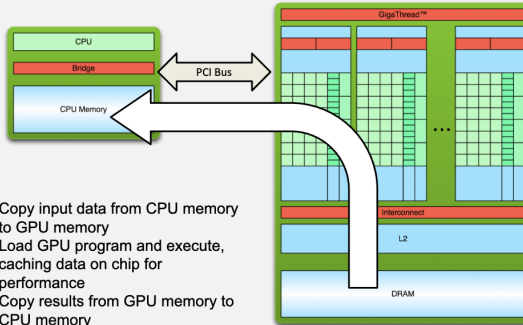 GigaThread™
CPU
Bridge
PCI Bus
CPU Memory
...
Interconnect
L2
DRAM
Copy input data from CPU memory
to GPU memory
Load GPU program and execute,
caching data on chip for
performance
Copy results from GPU memory to
CPU memory